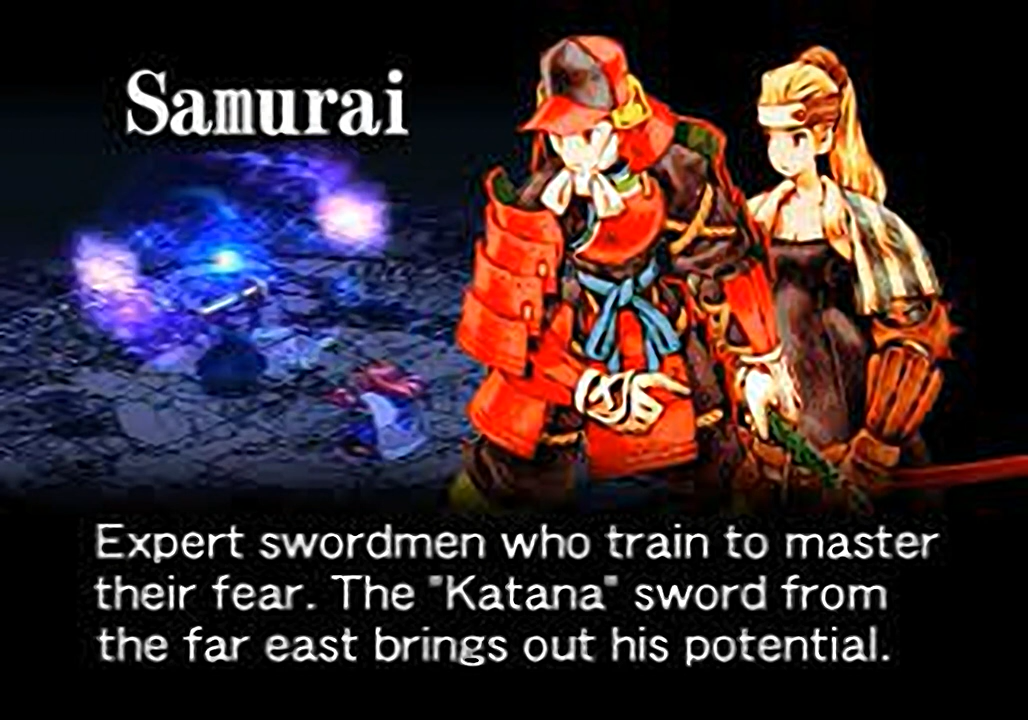 Samurai
Expert swordmen who train to master
their fear. The "Katana" sword from
the far east brings out his potential.